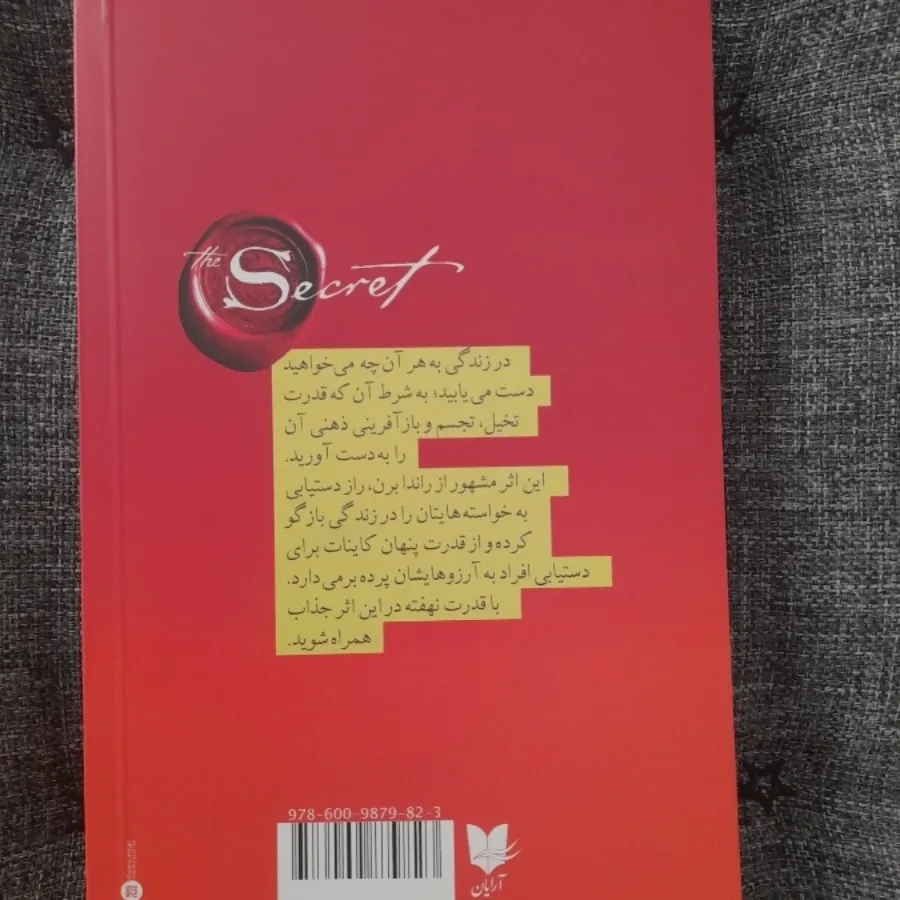 the Secret
در زندگی به هر آن چه می‌خواهید
دست می‌یابید؛ به شرط آن که قدرت
تخیل، تجسم و بازآفرینی ذهنی آن
را به دست آورید.
این اثر مشهور از راندا برن، راز دستیابی
به خواسته‌هایتان را در زندگی بازگو
کرده و از قدرت پنهان کاینات برای
دستیابی افراد به آرزوهایشان پرده برمی‌دارد.
با قدرت نهفته در این اثر جذاب
همراه شوید.
978-600-9879-82-3
آرایان